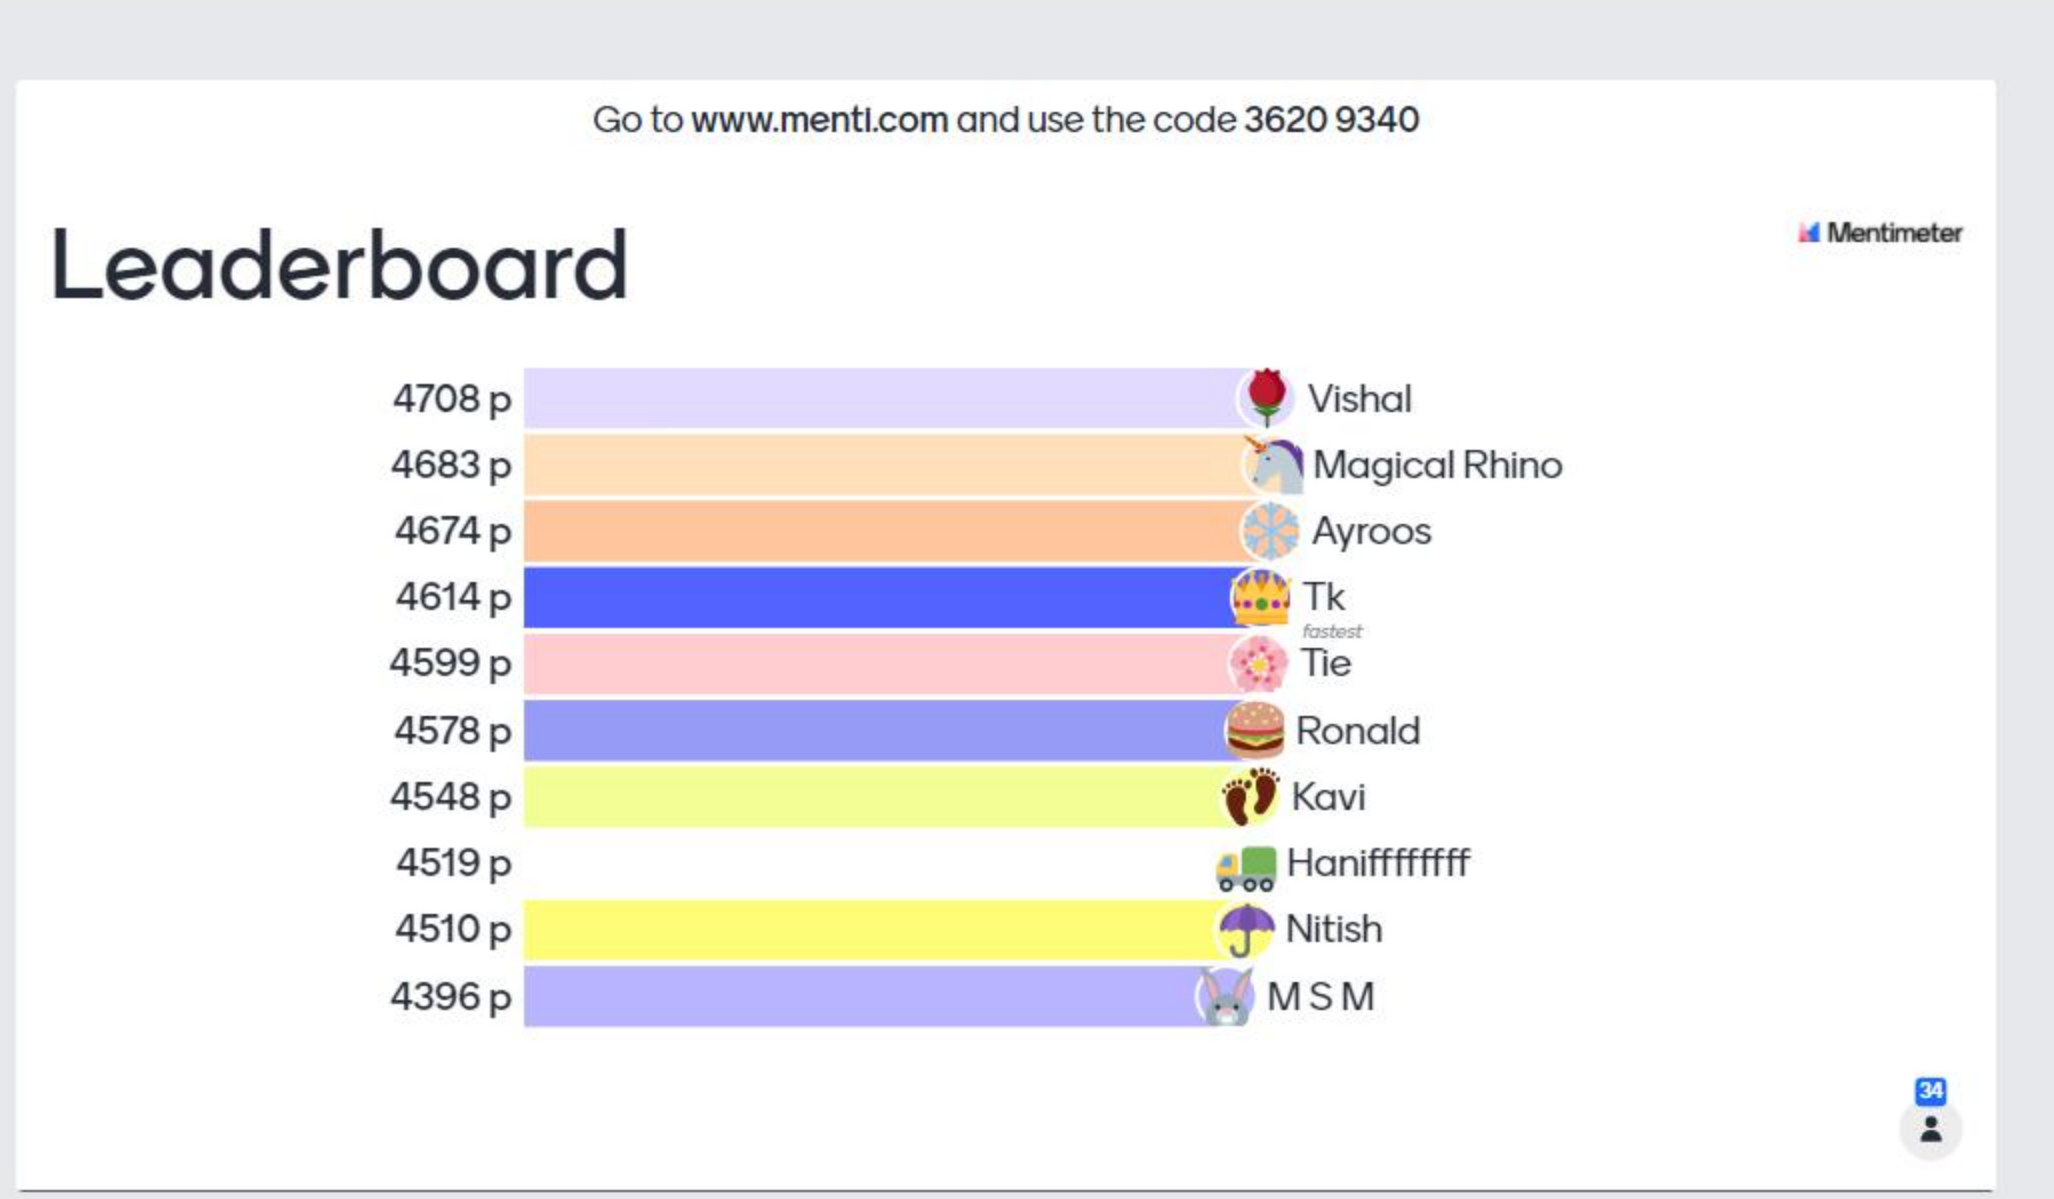 Go to www.menti.com and use the code 3620 9340
Leaderboard
Mentimeter
4708 p Vishal
4683 p Magical Rhino
4674 p Ayroos
4614 p Tk
fastest
4599 p Tie
4578 p Ronald
4548 p Kavi
4519 p Hanifffffffff
4510 p Nitish
4396 p M S M
34